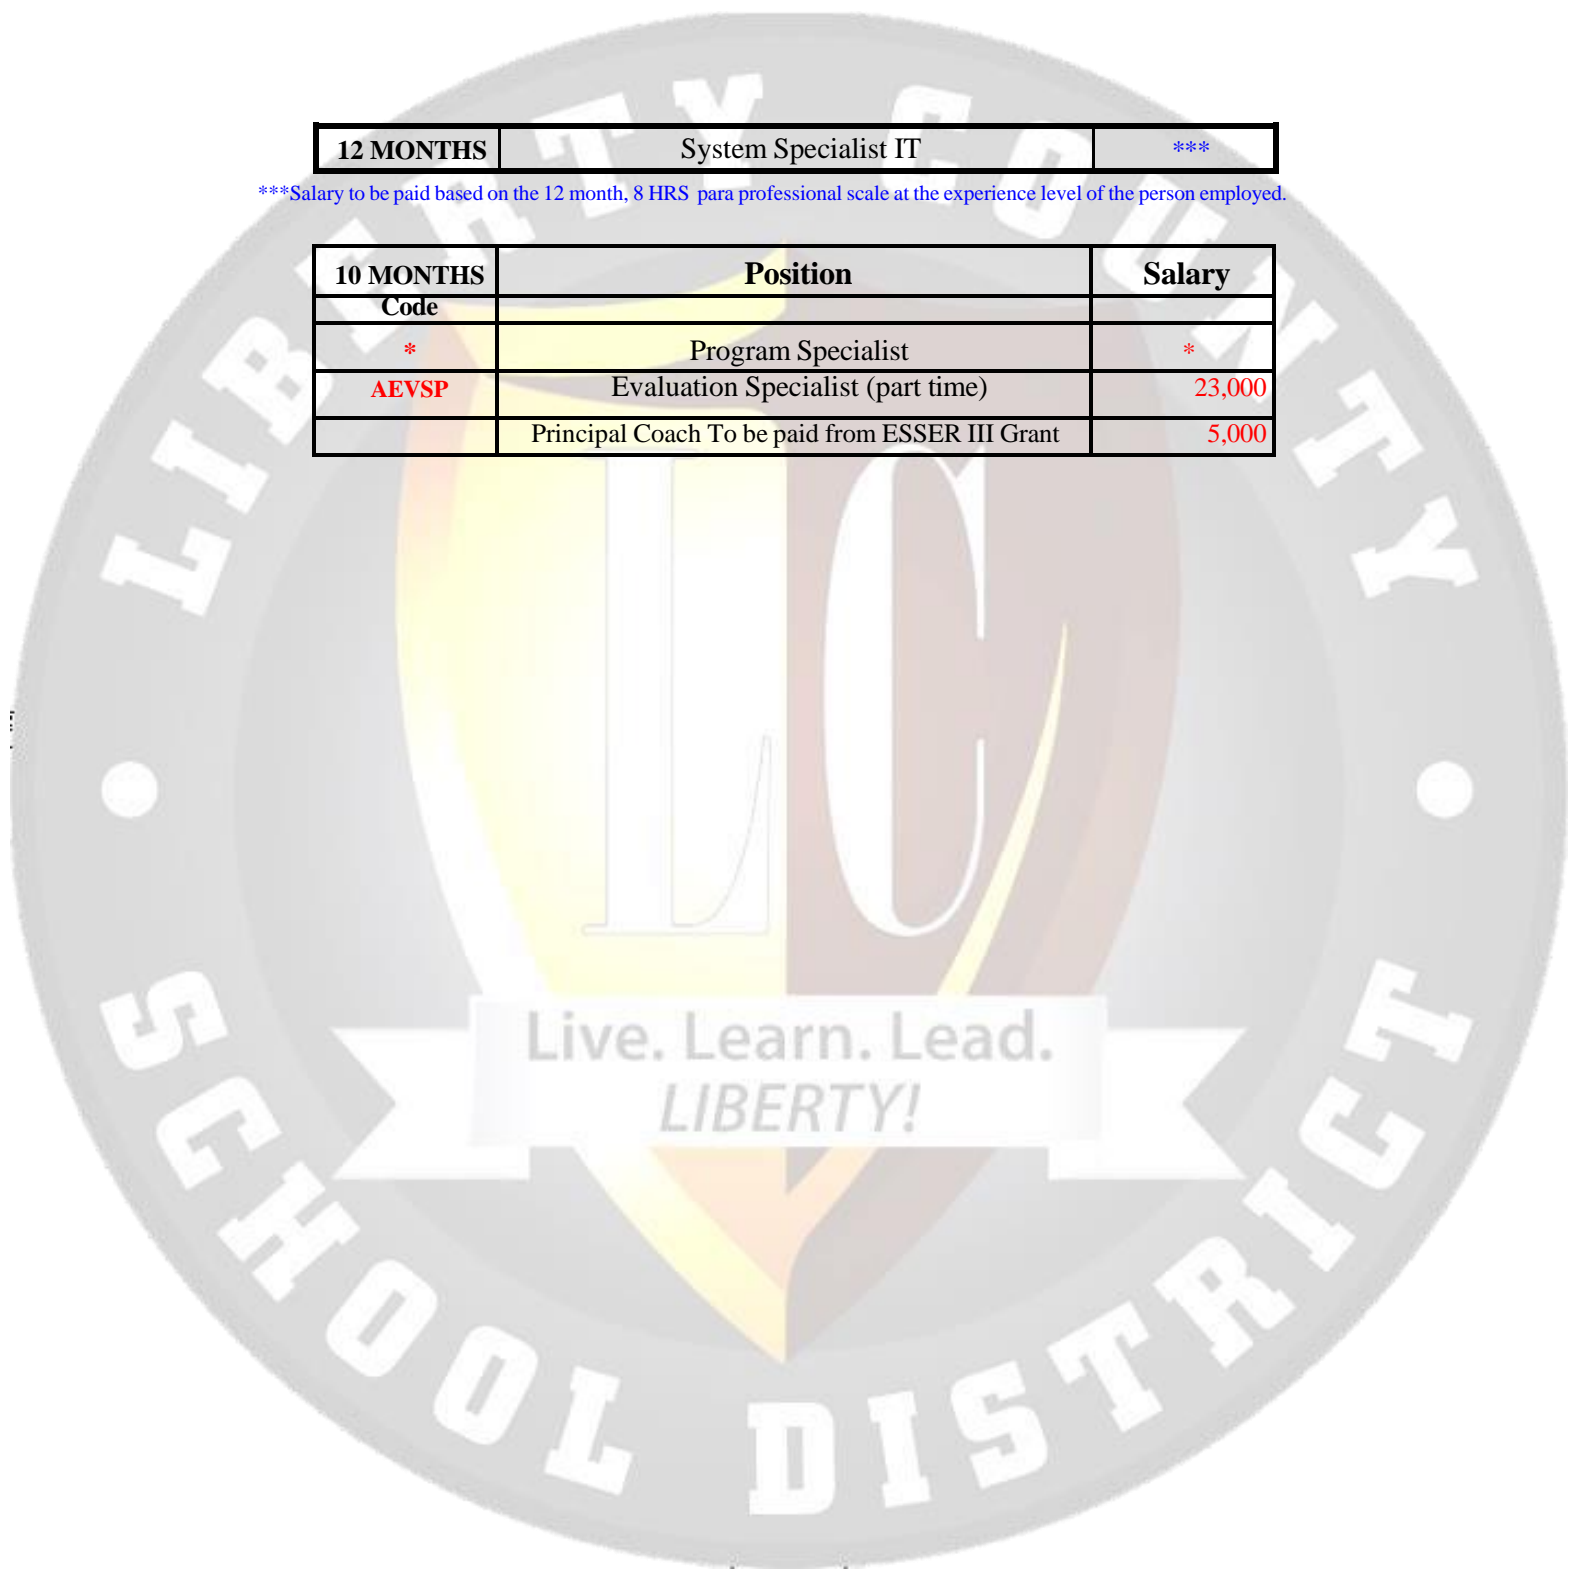 12 MONTHS System Specialist IT ***
***Salary to be paid based on the 12 month, 8 HRS para professional scale at the experience level of the person employed.
10 MONTHS Position Salary
Code
* Program Specialist *
AEVSP Evaluation Specialist (part time) 23,000
Principal Coach To be paid from ESSER III Grant 5,000
LIBERTY COUNTY
LC
Live. Learn. Lead.
LIBERTY!
SCHOOL DISTRICT